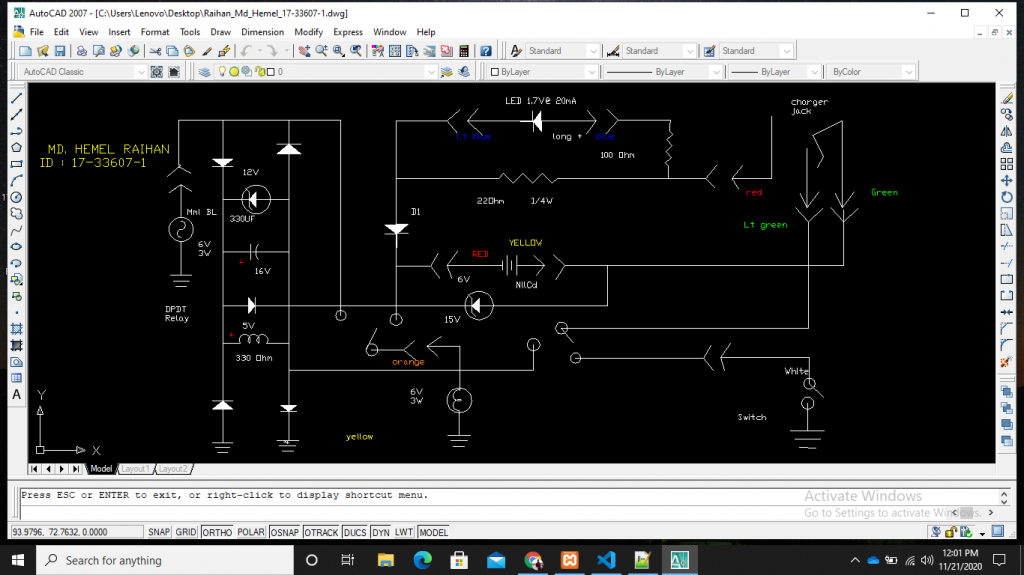 AutoCAD 2007 - [C:\Users\Lenovo\Desktop\Raihan_Md_Hemel_17-33607-1.dwg]
File Edit View Insert Format Tools Draw Dimension Modify Express Window Help
Standard Standard Standard
AutoCAD Classic 0 ByLayer ByLayer ByLayer ByColor
LED 1.7V@ 20mA
charger
jack
long +
MD. HEMEL RAIHAN
ID : 17-33607-1
100 Ohm
12V
red
Green
220hm 1/4W
330UF
D1
Lt green
6V
3W
YELLOW
RED
16V
6V
DPDT
Relay
15V
5V
330 Ohm
orange
White
6V
3W
Switch
yellow
Y
X
Model Layout1 Layout2
Press ESC or ENTER to exit, or right-click to display shortcut menu.
Activate Windows
Go to Settings to activate Windows.
93.9796, 72.7632, 0.0000 SNAP GRID ORTHO POLAR OSNAP OTRACK DUCS DYN LWT MODEL
Search for anything
12:01 PM
11/21/2020